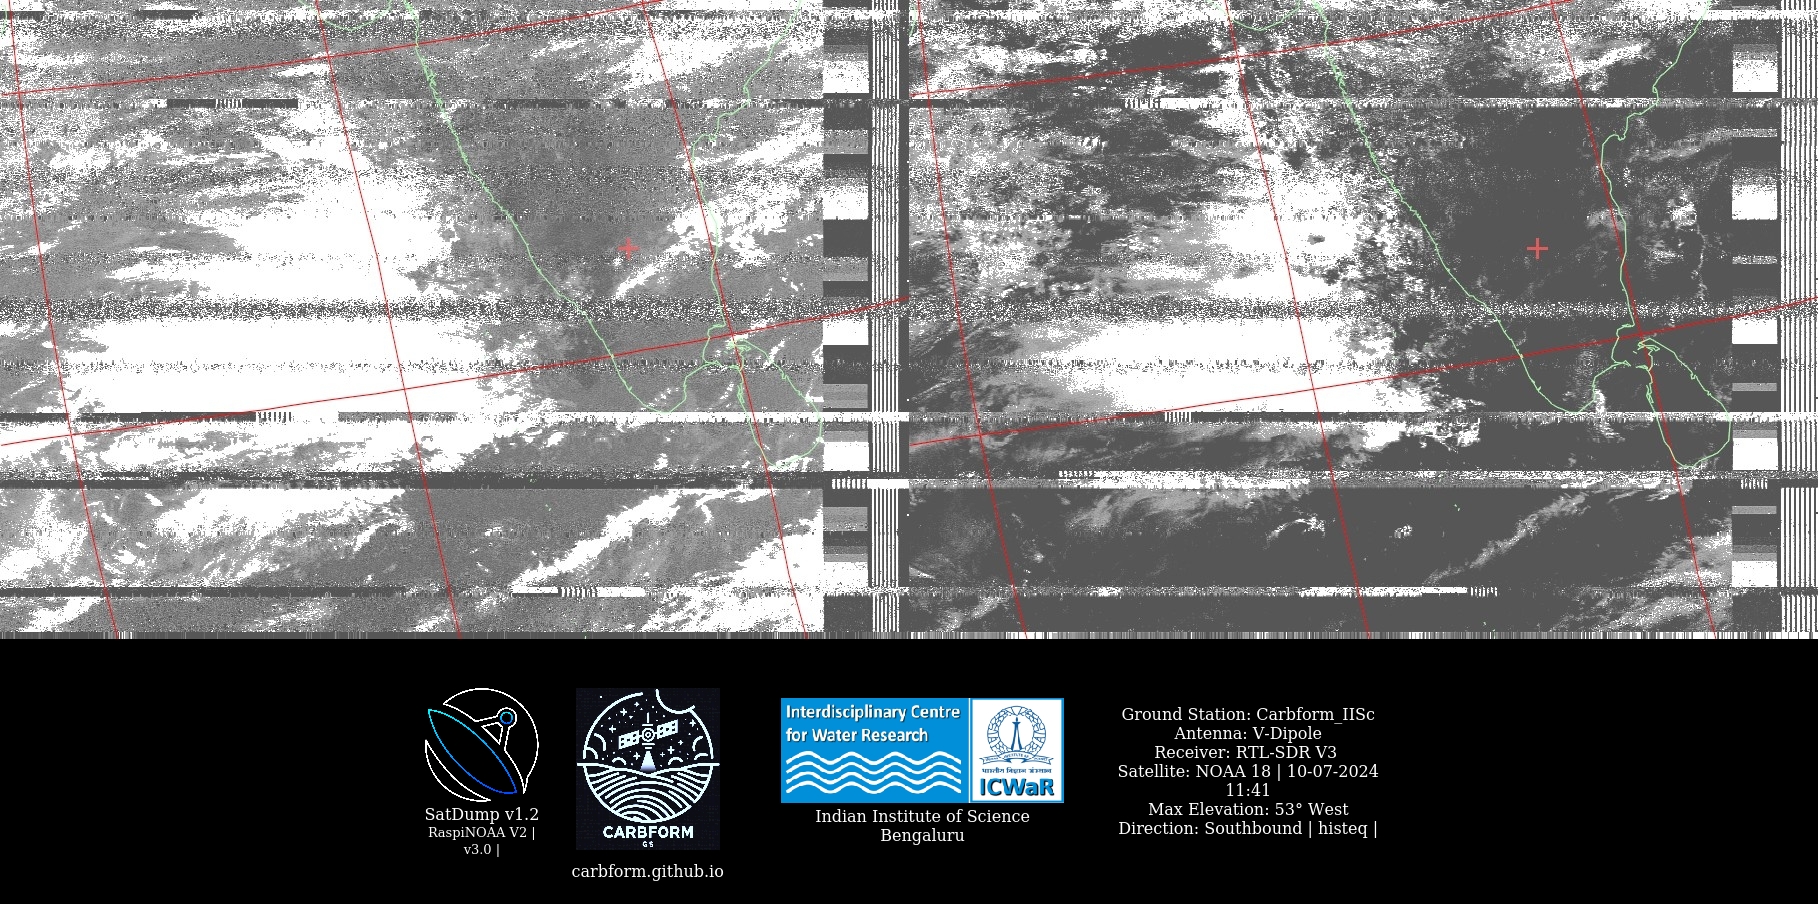 SatDump v1.2
RaspiNOAA V2 |
v3.0 |
CARBFORM
GS
carbform.github.io
Interdisciplinary Centre
for Water Research
भारतीय विज्ञान संस्थान
ICWaR
Indian Institute of Science
Bengaluru
Ground Station: Carbform_IISc
Antenna: V-Dipole
Receiver: RTL-SDR V3
Satellite: NOAA 18 | 10-07-2024
11:41
Max Elevation: 53° West
Direction: Southbound | histeq |